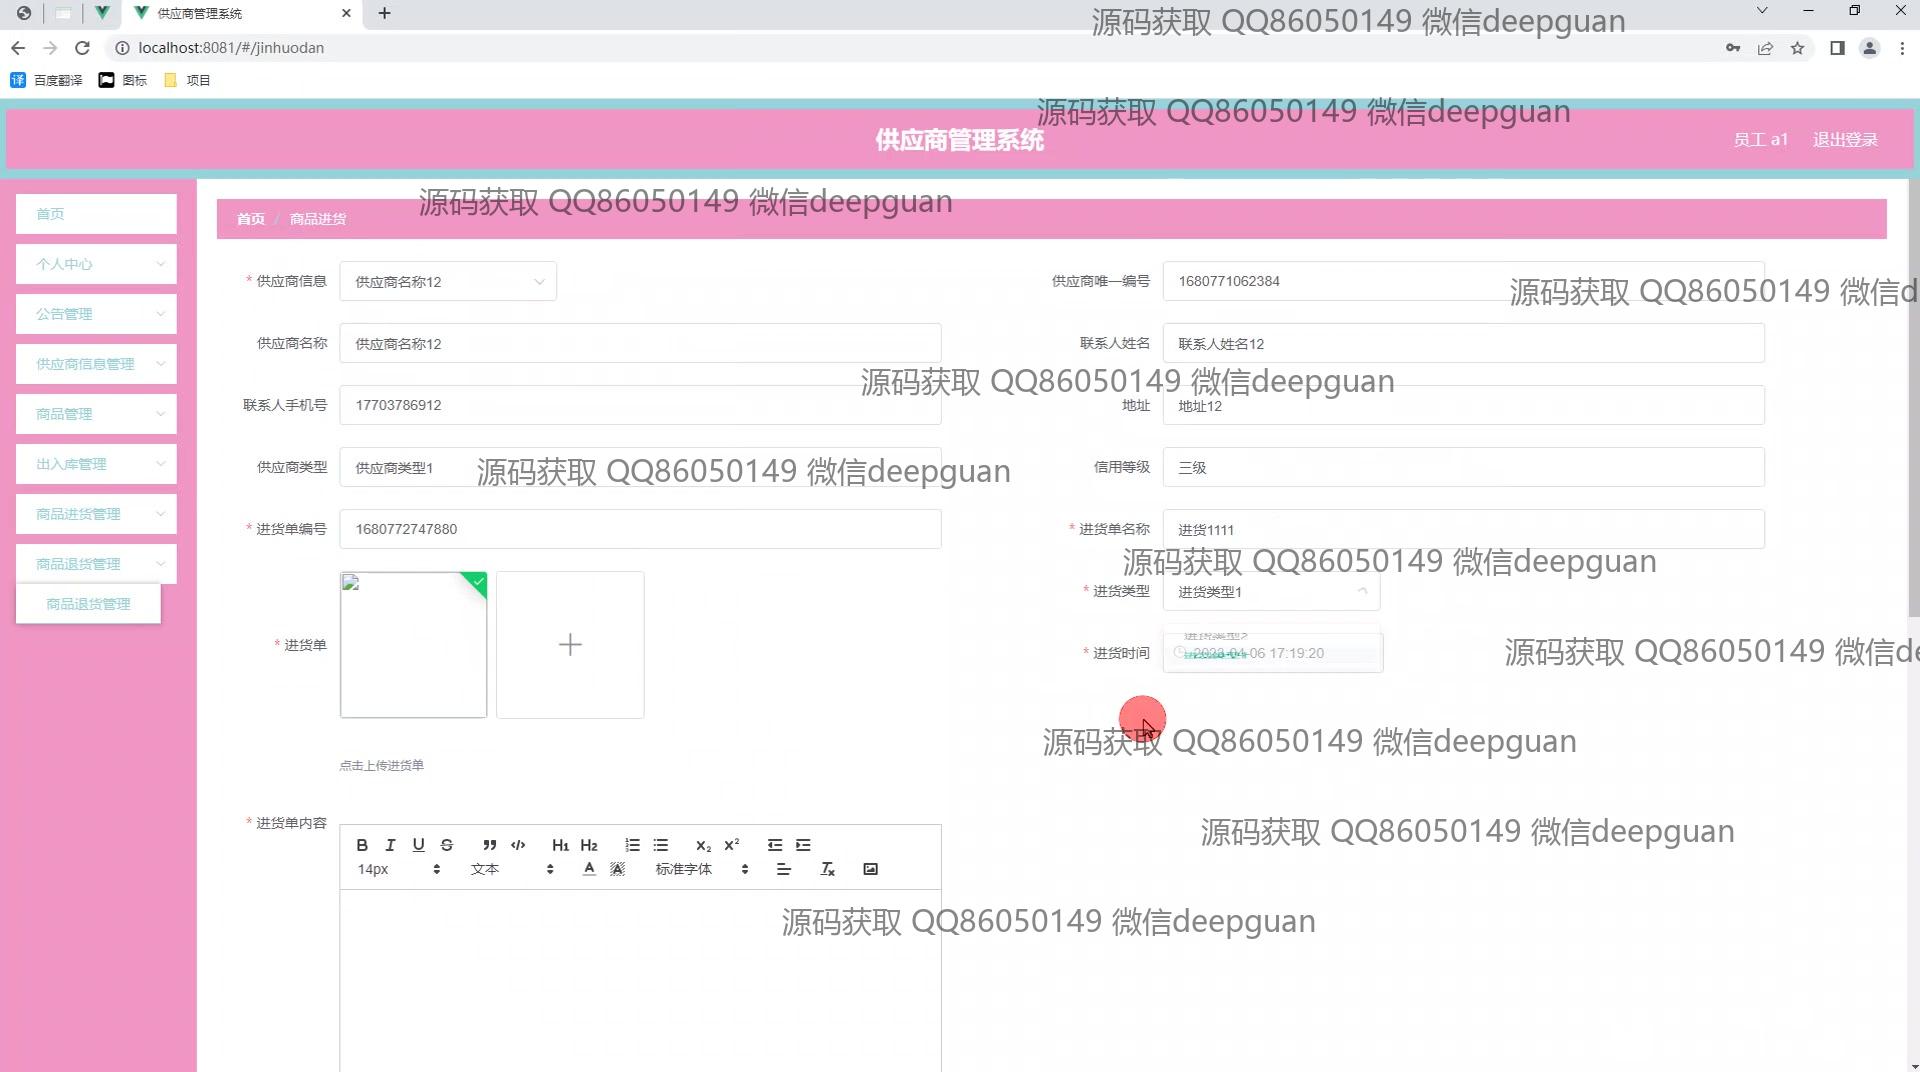 供应商管理系统
源码获取 QQ86050149 微信deepguan
localhost:8081/#/jinhuodan
百度翻译
图标
项目
源码获取 QQ86050149 微信deepguan
供应商管理系统
员工 a1
退出登录
首页
个人中心
公告管理
供应商信息管理
商品管理
出入库管理
商品进货管理
商品退货管理
商品退货管理
源码获取 QQ86050149 微信deepguan
首页 / 商品进货
* 供应商信息 供应商名称12
供应商唯一编号 1680771062384
源码获取 QQ86050149 微信d
供应商名称 供应商名称12
联系人姓名 联系人姓名12
源码获取 QQ86050149 微信deepguan
联系人手机号 17703786912
地址 地址12
供应商类型 供应商类型1
源码获取 QQ86050149 微信deepguan
信用等级 三级
* 进货单编号 1680772747880
* 进货单名称 进货1111
源码获取 QQ86050149 微信deepguan
* 进货类型 进货类型1
* 进货单
* 进货时间 2023-04-06 17:19:20
源码获取 QQ86050149 微信de
源码获取 QQ86050149 微信deepguan
点击上传进货单
源码获取 QQ86050149 微信deepguan
* 进货单内容
B I U S H1 H2 x2 x2
14px 文本 A A 标准字体 Tx
源码获取 QQ86050149 微信deepguan